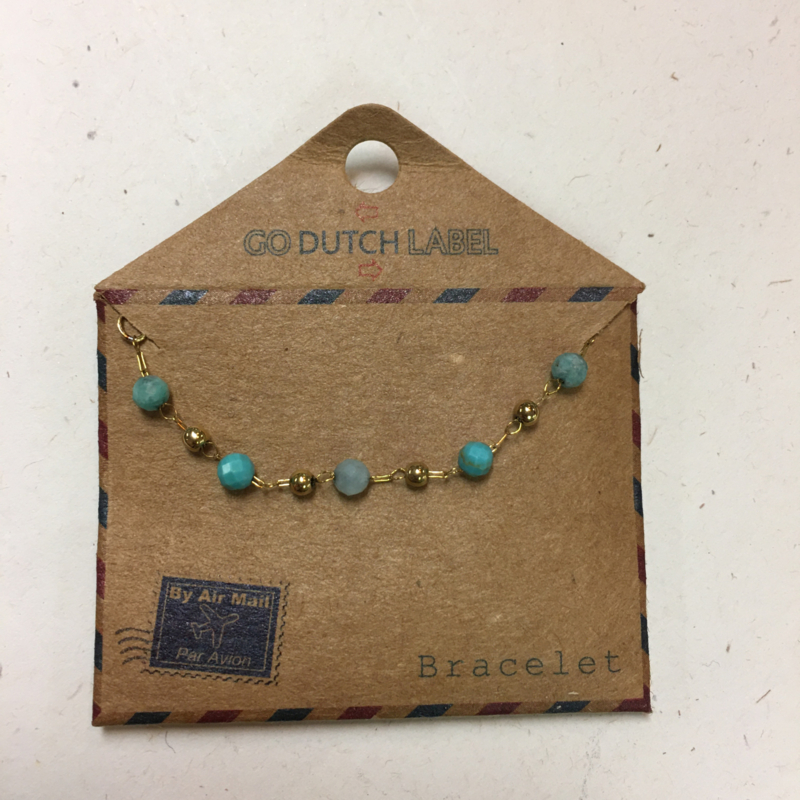 GO DUTCH LABEL
By Air Mail
Par Avion
Bracelet